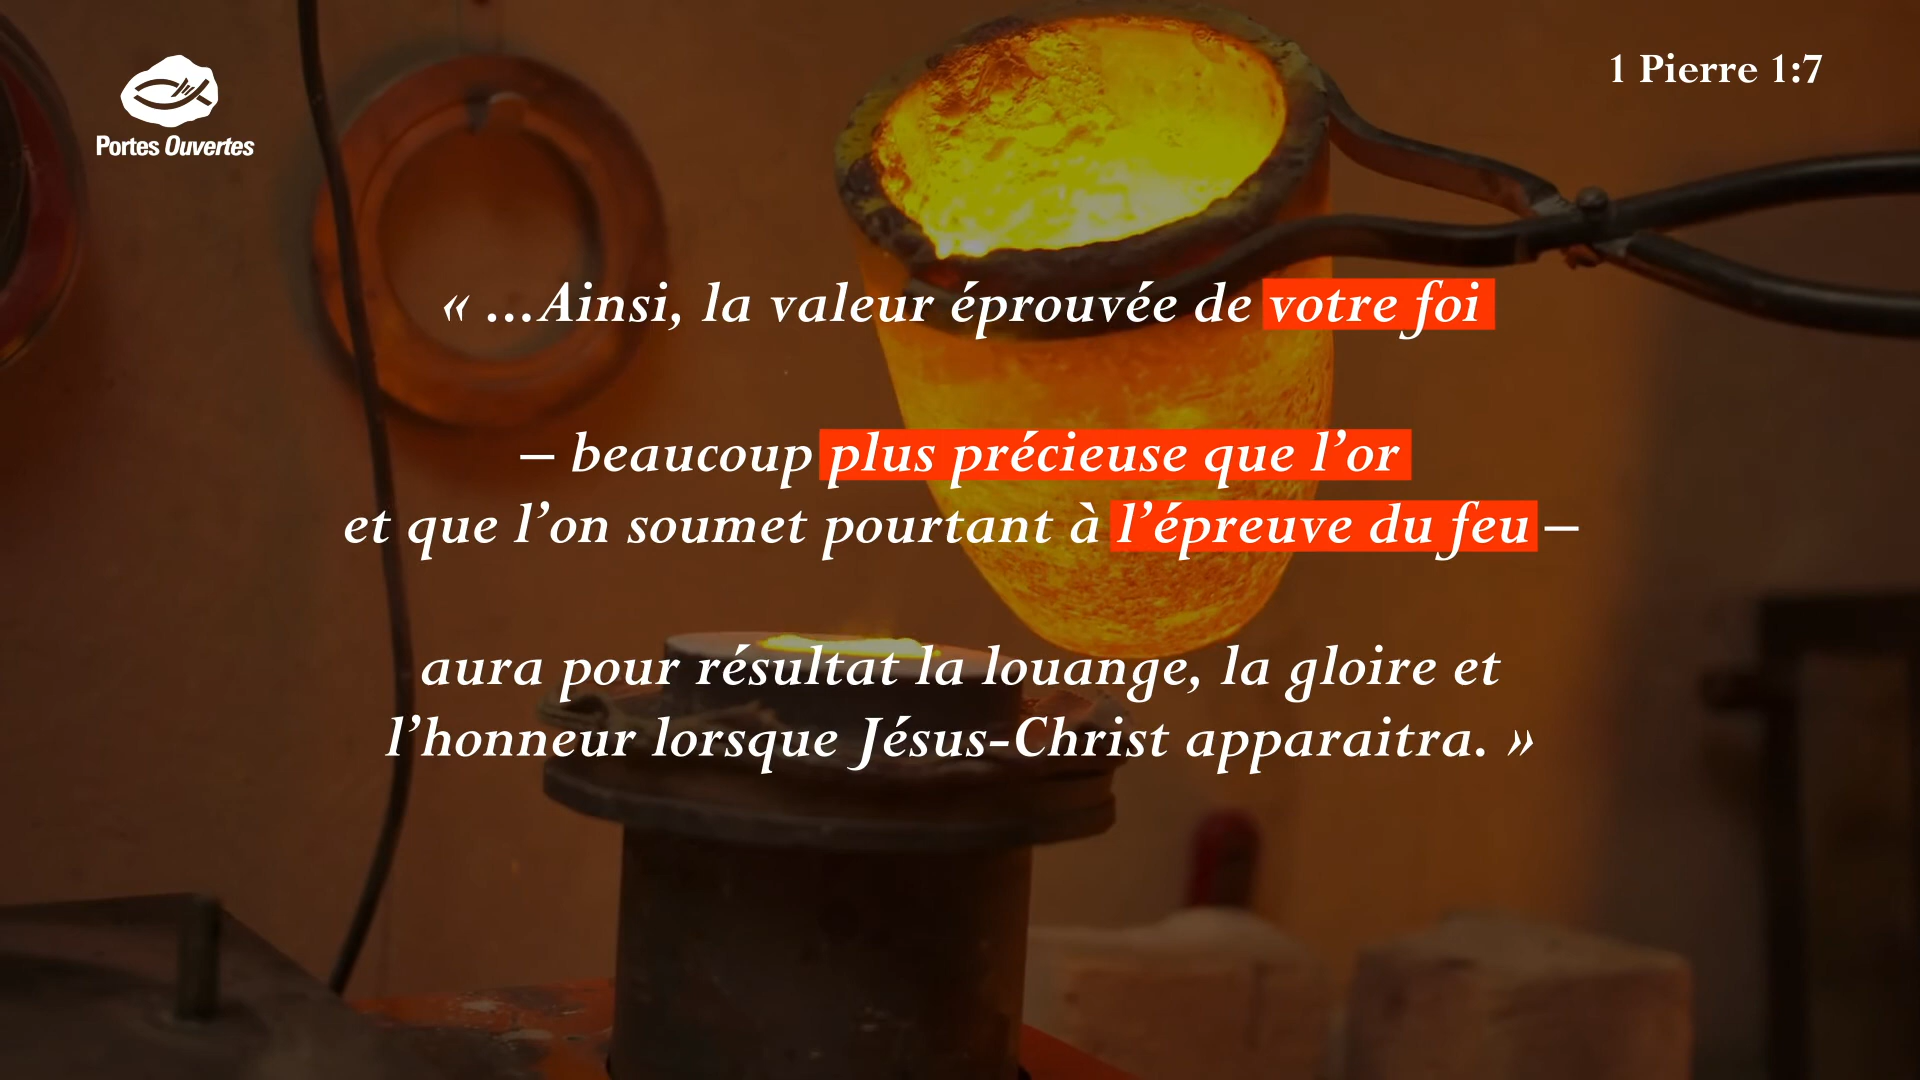 Portes Ouvertes
1 Pierre 1:7
« ...Ainsi, la valeur éprouvée de votre foi
– beaucoup plus précieuse que l’or
et que l’on soumet pourtant à l’épreuve du feu –
aura pour résultat la louange, la gloire et
l’honneur lorsque Jésus-Christ apparaitra. »